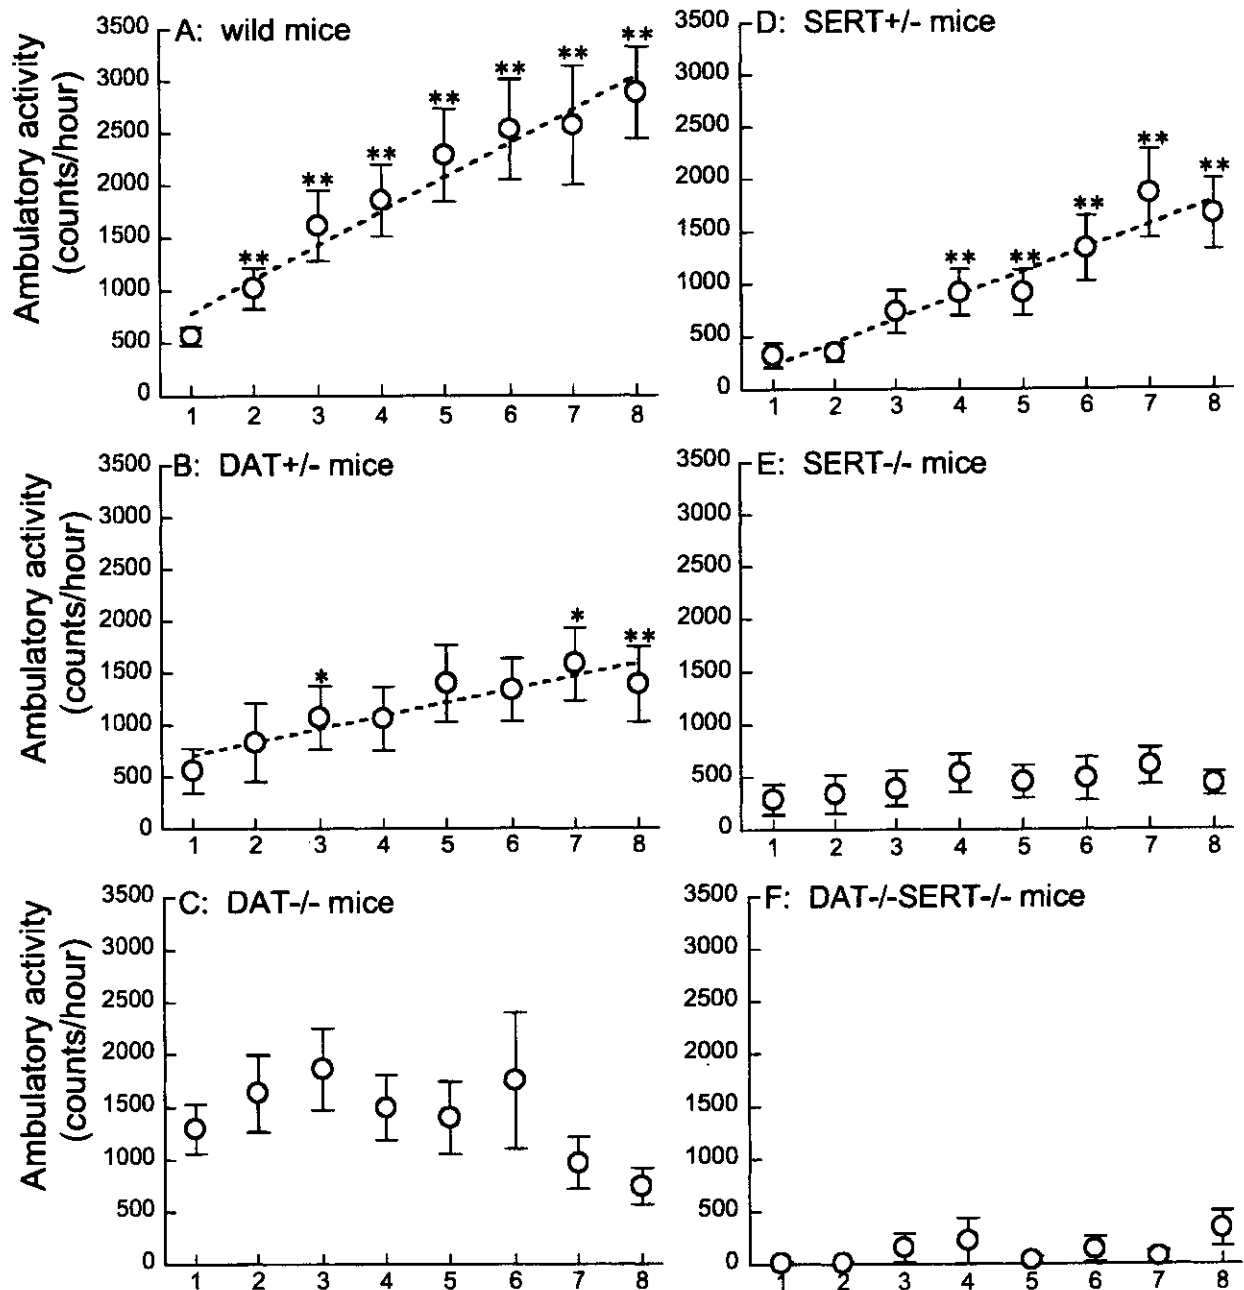 A: wild mice
3500
3000
2500
2000
1500
1000
500
0
Ambulatory activity
(counts/hour)
** ** ** ** ** ** **
1 2 3 4 5 6 7 8
D: SERT+/- mice
3500
3000
2500
2000
1500
1000
500
0
** ** ** ** **
1 2 3 4 5 6 7 8
B: DAT+/- mice
3500
3000
2500
2000
1500
1000
500
0
Ambulatory activity
(counts/hour)
* * **
1 2 3 4 5 6 7 8
E: SERT-/- mice
3500
3000
2500
2000
1500
1000
500
0
1 2 3 4 5 6 7 8
C: DAT-/- mice
3500
3000
2500
2000
1500
1000
500
0
Ambulatory activity
(counts/hour)
1 2 3 4 5 6 7 8
F: DAT-/-SERT-/- mice
3500
3000
2500
2000
1500
1000
500
0
1 2 3 4 5 6 7 8